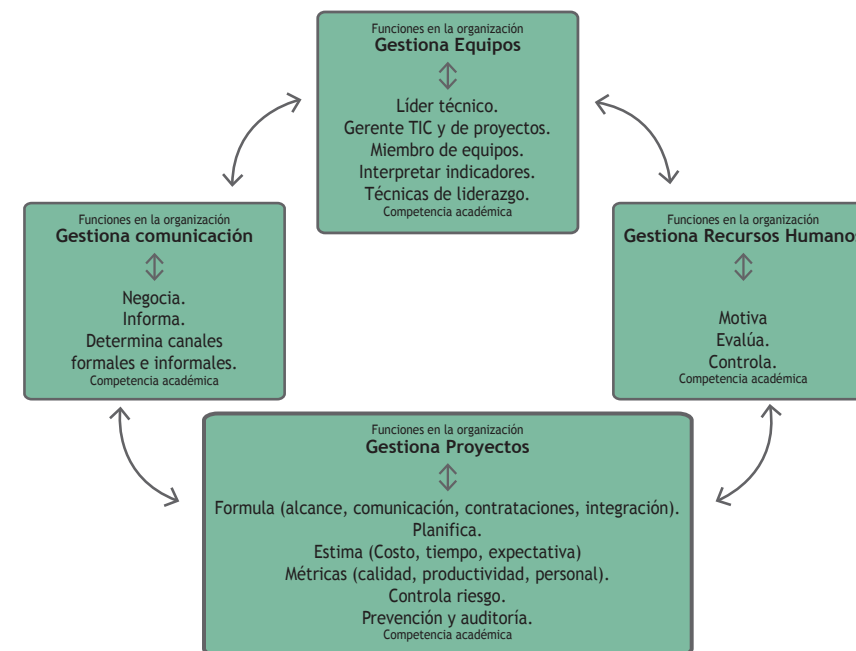 Funciones en la organización
Gestiona Equipos
Líder técnico.
Gerente TIC y de proyectos.
Miembro de equipos.
Interpretar indicadores.
Técnicas de liderazgo.
Competencia académica
Funciones en la organización
Gestiona comunicación
Negocia.
Informa.
Determina canales
formales e informales.
Competencia académica
Funciones en la organización
Gestiona Recursos Humanos
Motiva
Evalúa.
Controla.
Competencia académica
Funciones en la organización
Gestiona Proyectos
Formula (alcance, comunicación, contrataciones, integración).
Planifica.
Estima (Costo, tiempo, expectativa)
Métricas (calidad, productividad, personal).
Controla riesgo.
Prevención y auditoría.
Competencia académica